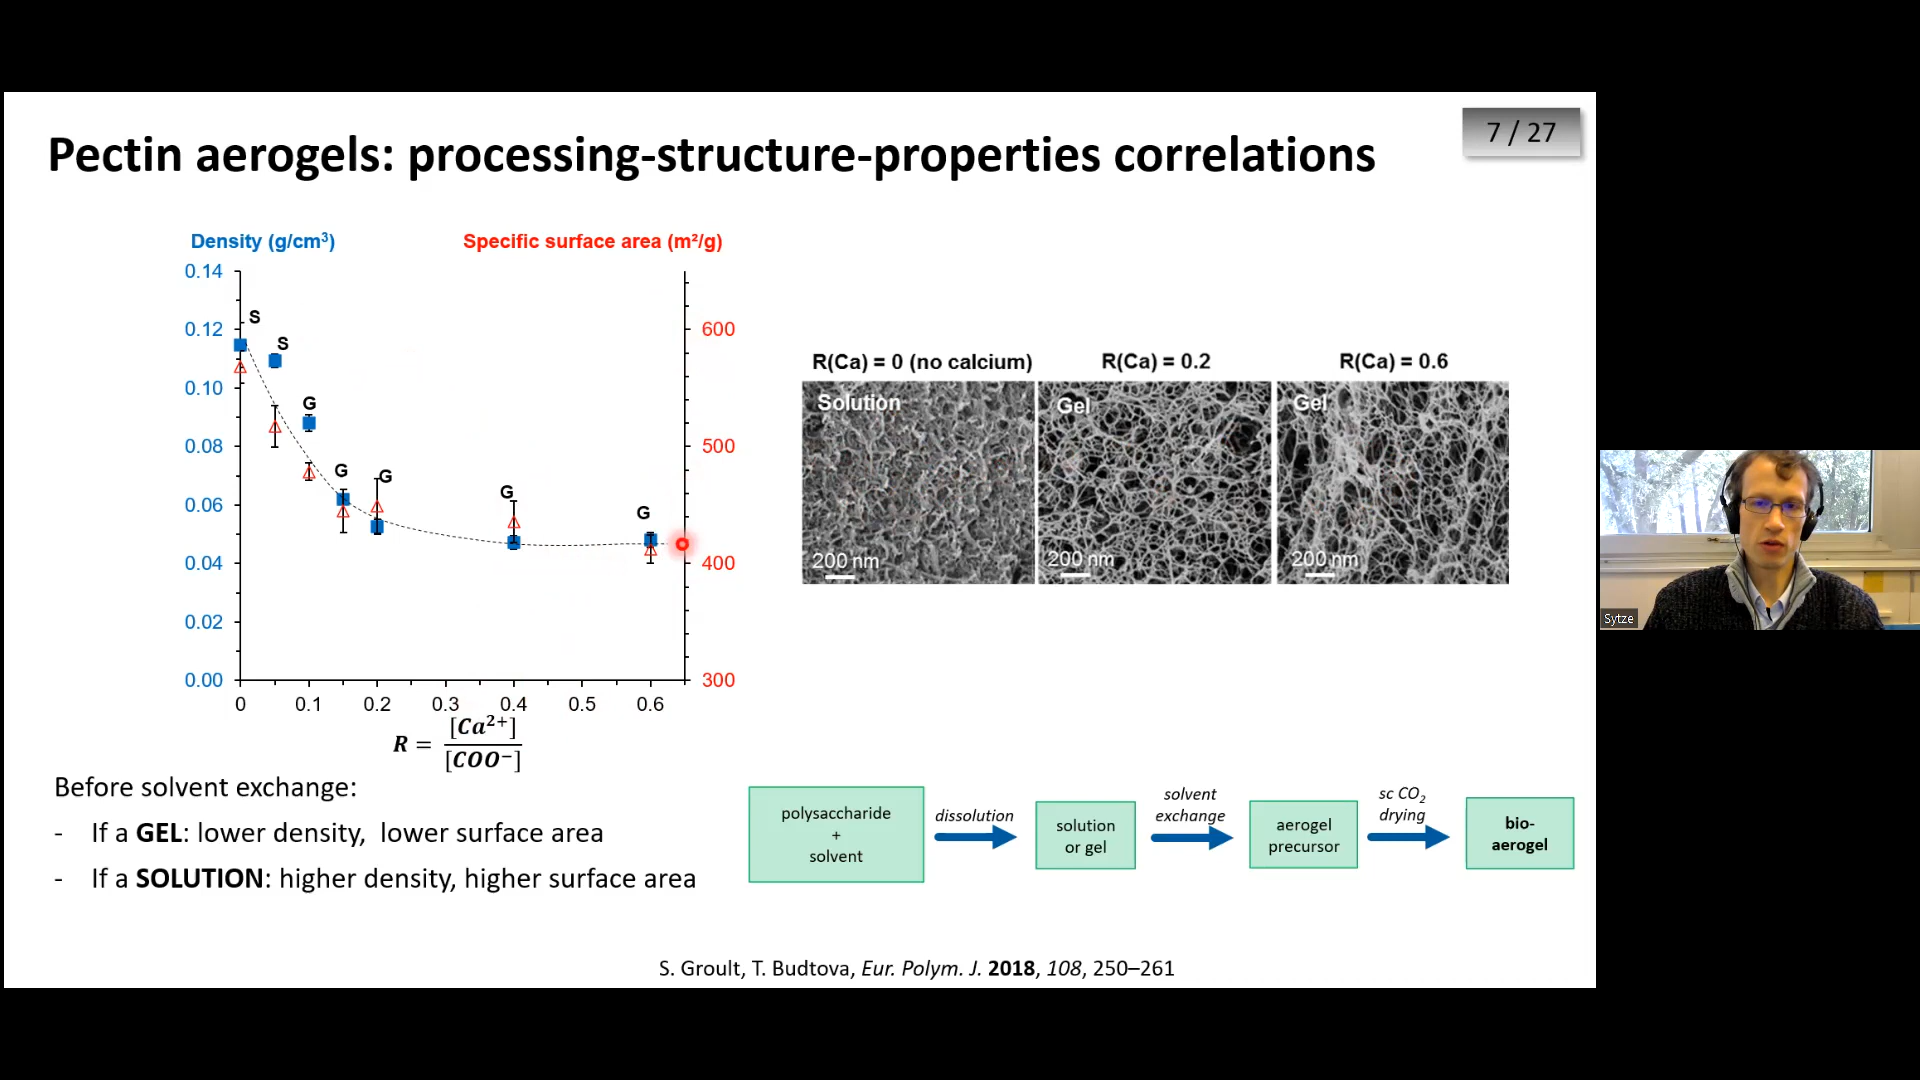 Pectin aerogels: processing-structure-properties correlations
7 / 27
Density (g/cm³)
Specific surface area (m²/g)
0.14
0.12
0.10
0.08
0.06
0.04
0.02
0.00
S
S
G
G
G
G
G
600
500
400
300
0 0.1 0.2 0.3 0.4 0.5 0.6
R = [Ca²⁺] / [COO⁻]
R(Ca) = 0 (no calcium)
R(Ca) = 0.2
R(Ca) = 0.6
Solution
Gel
Gel
200 nm
200 nm
200 nm
Sytze
Before solvent exchange:
- If a GEL: lower density, lower surface area
- If a SOLUTION: higher density, higher surface area
polysaccharide
+
solvent
dissolution
solution
or gel
solvent
exchange
aerogel
precursor
sc CO₂
drying
bio-
aerogel
S. Groult, T. Budtova, Eur. Polym. J. 2018, 108, 250–261